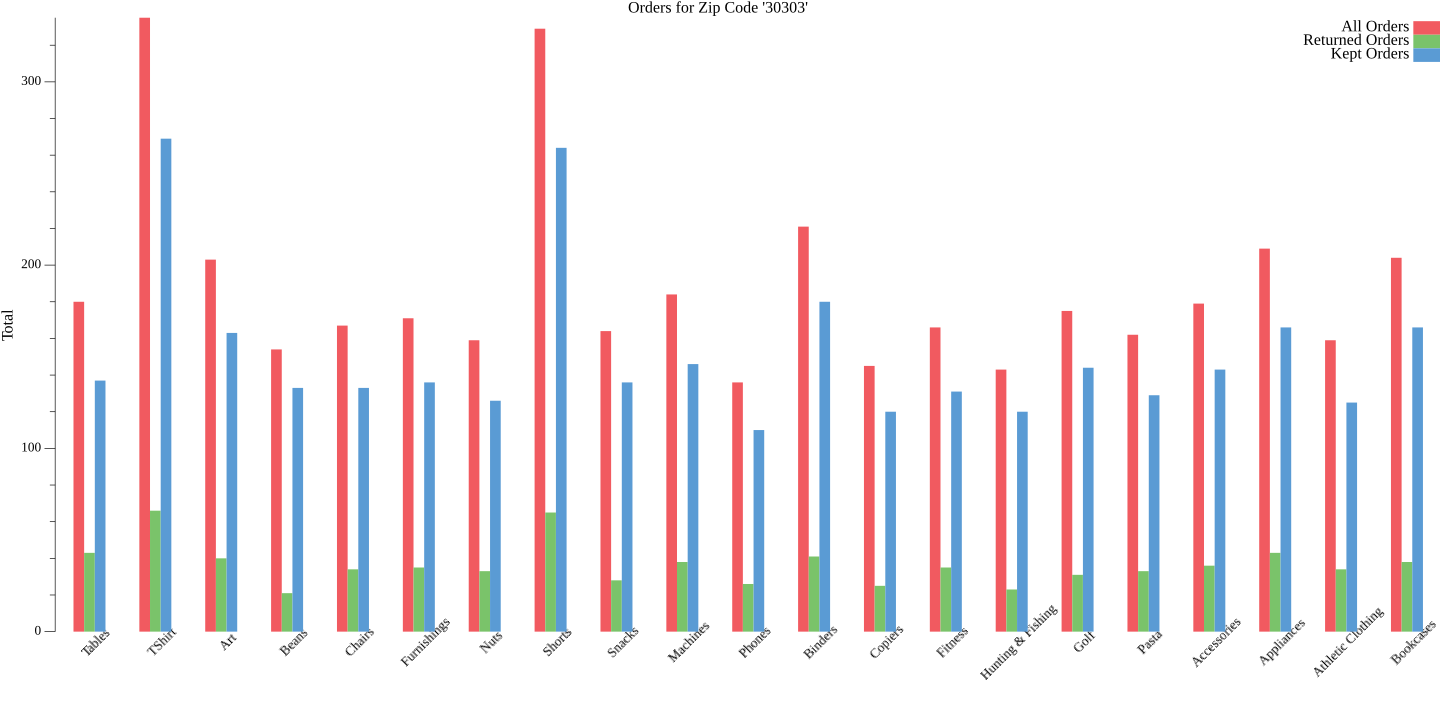 Orders for Zip Code '30303'
All Orders
Returned Orders
Kept Orders
Total
300
200
100
0
Tables
TShirt
Art
Beans
Chairs
Furnishings
Nuts
Shorts
Snacks
Machines
Phones
Binders
Copiers
Fitness
Hunting & Fishing
Golf
Pasta
Accessories
Appliances
Athletic Clothing
Bookcases